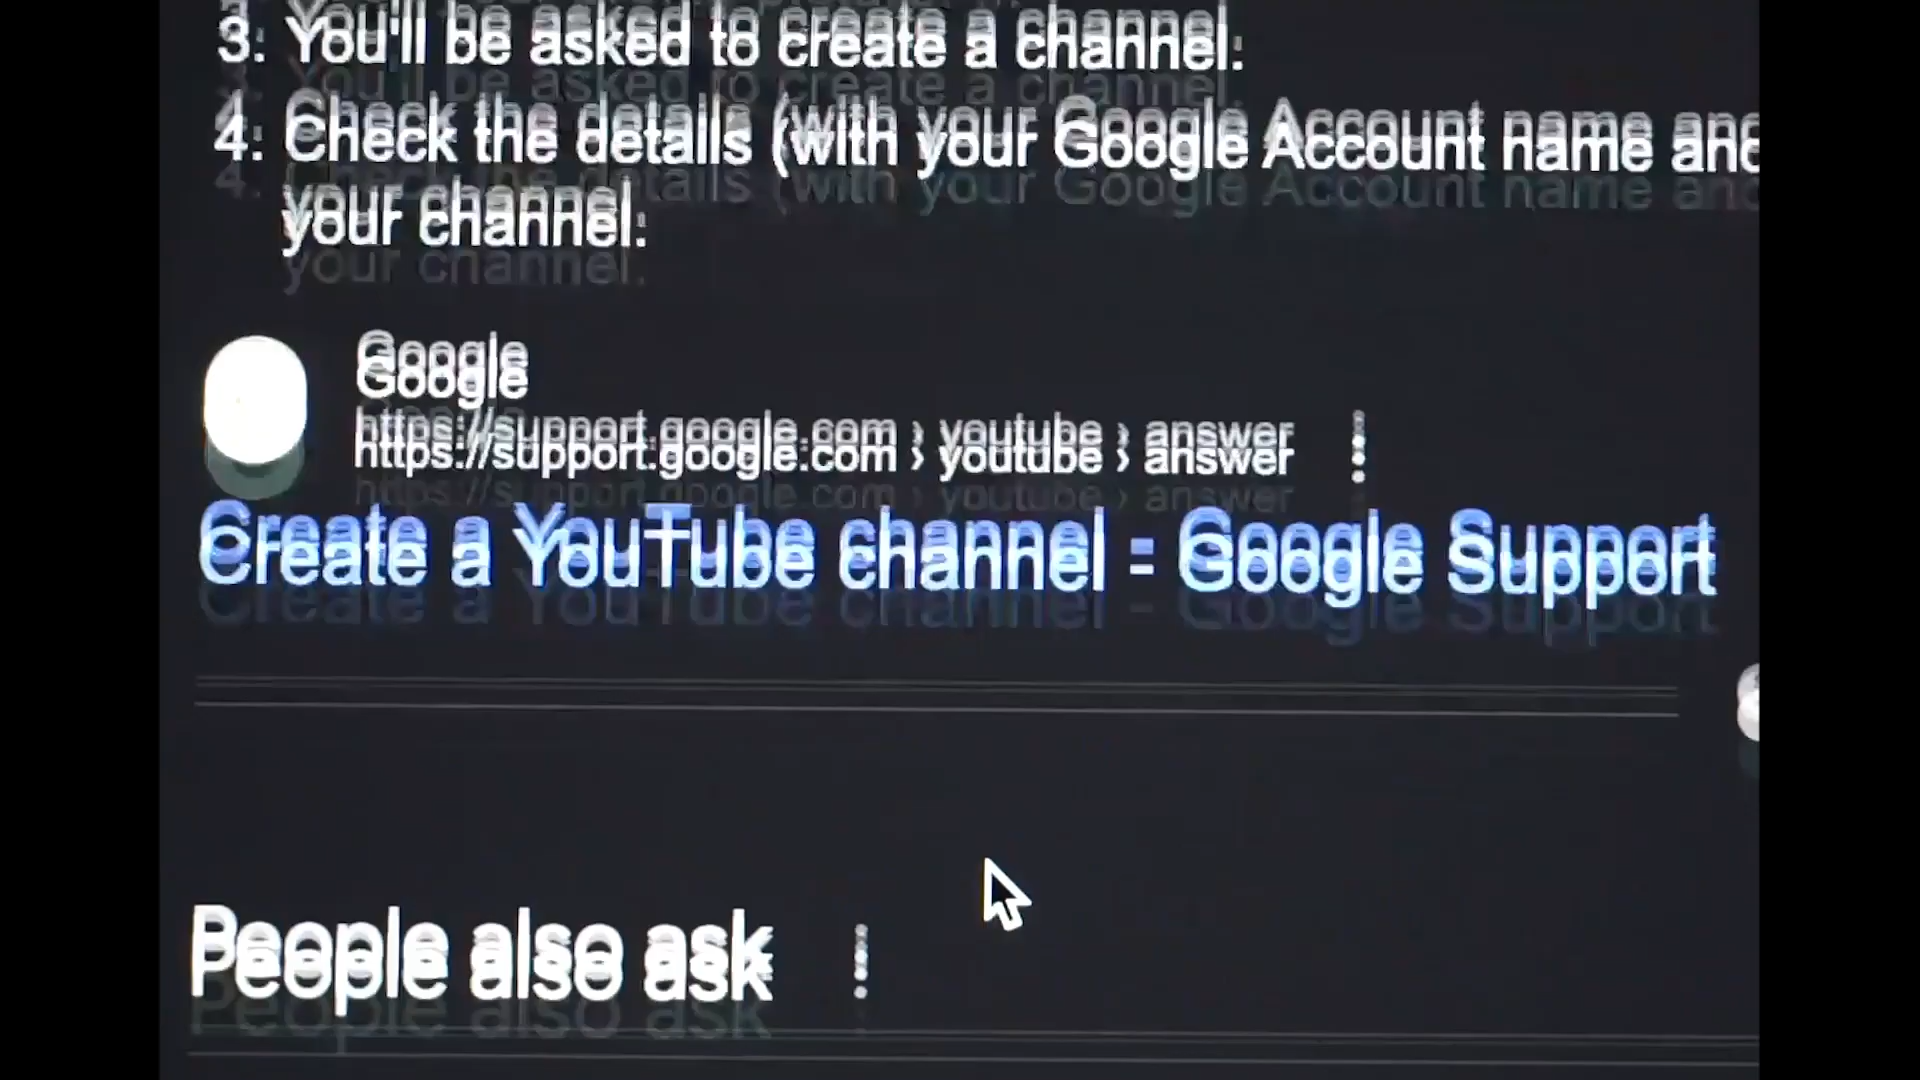 3. You'll be asked to create a channel.
4. Check the details (with your Google Account name and
your channel.
Google
https://support.google.com › youtube › answer
Create a YouTube channel - Google Support
People also ask